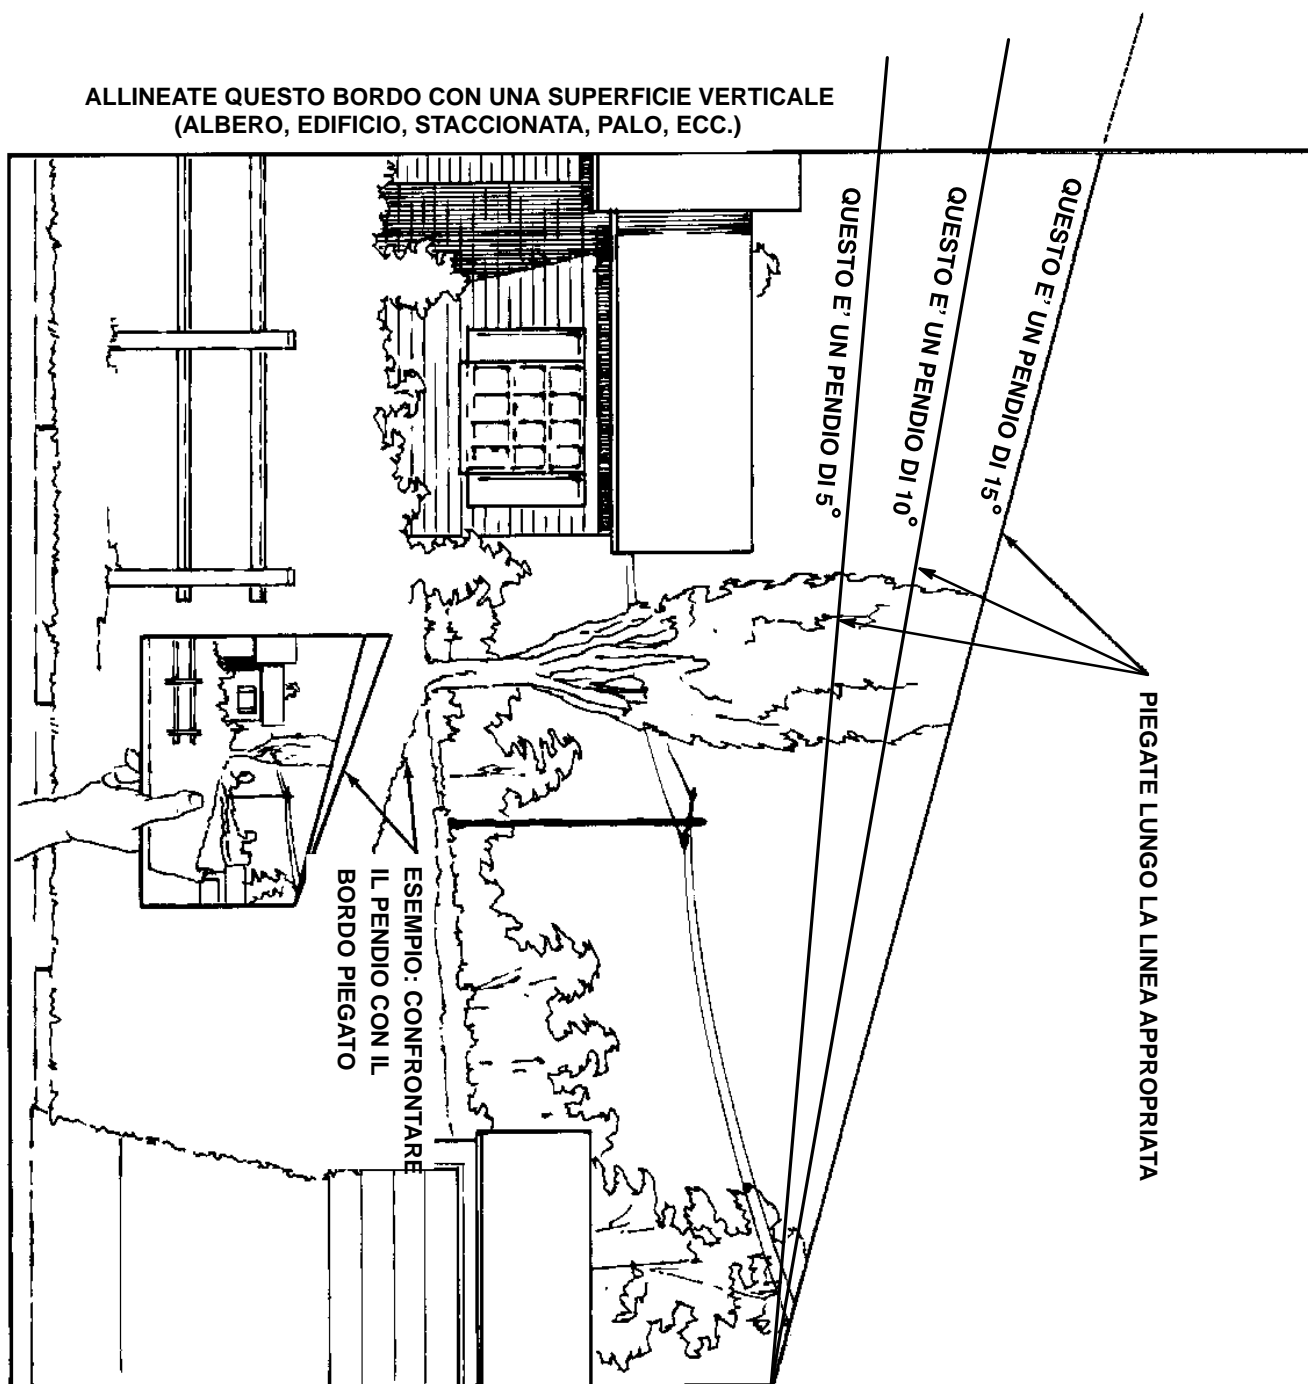 ALLINEATE QUESTO BORDO CON UNA SUPERFICIE VERTICALE
(ALBERO, EDIFICIO, STACCIONATA, PALO, ECC.)
QUESTO E' UN PENDIO DI 15°
QUESTO E' UN PENDIO DI 10°
QUESTO E' UN PENDIO DI 5°
PIEGATE LUNGO LA LINEA APPROPRIATA
ESEMPIO: CONFRONTARE
IL PENDIO CON IL
BORDO PIEGATO